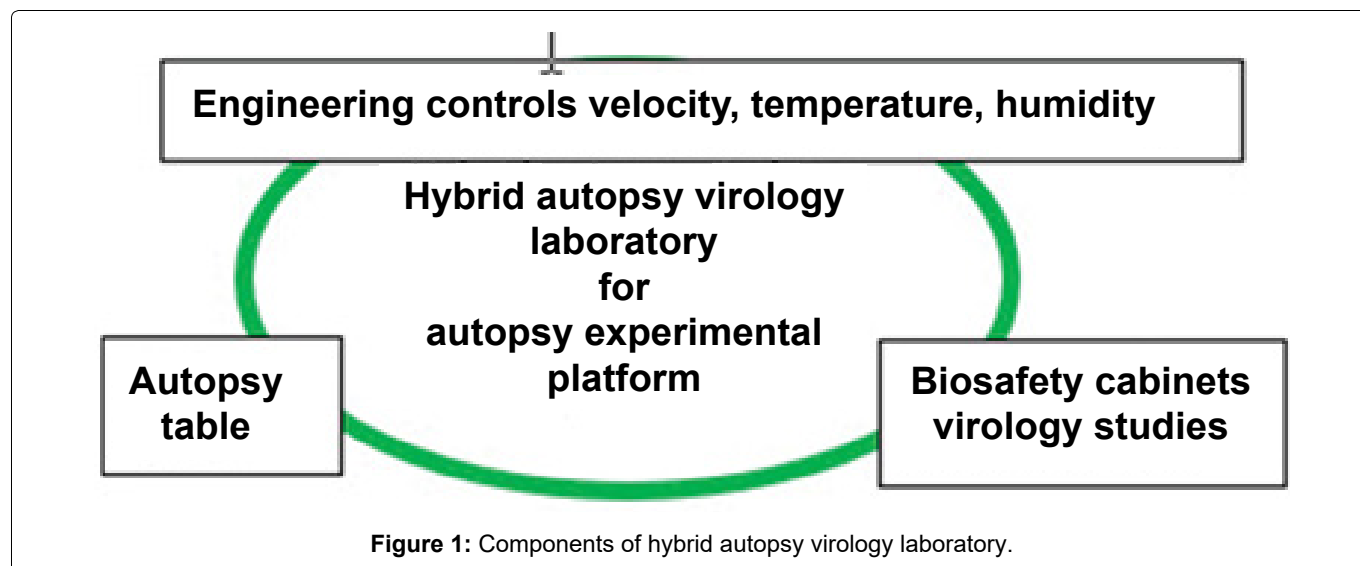 Engineering controls velocity, temperature, humidity
Hybrid autopsy virology
laboratory
for
autopsy experimental
platform
Autopsy
table
Biosafety cabinets
virology studies
Figure 1: Components of hybrid autopsy virology laboratory.